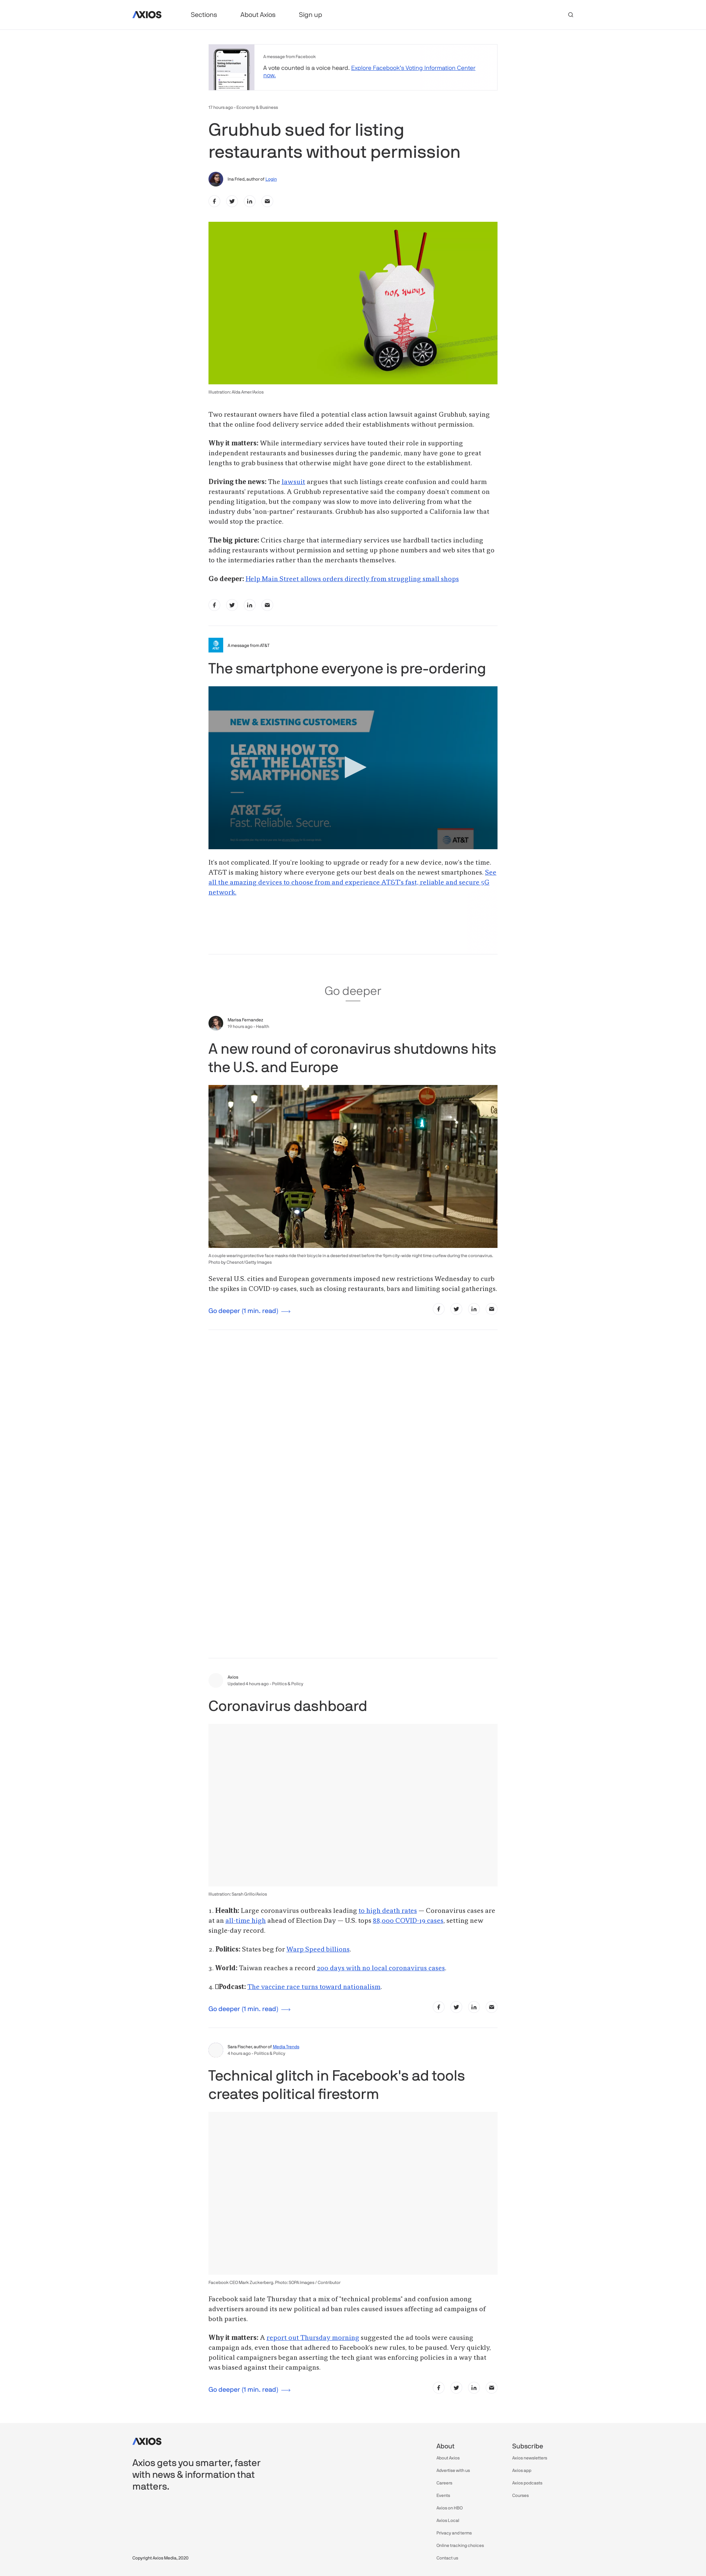 AXIOS
Sections
About Axios
Sign up
A message from Facebook
A vote counted is a voice heard. Explore Facebook's Voting Information Center
now.
17 hours ago - Economy & Business
Grubhub sued for listing
restaurants without permission
Ina Fried, author of Login
THANK YOU
Illustration: Aïda Amer/Axios
Two restaurant owners have filed a potential class action lawsuit against Grubhub, saying
that the online food delivery service added their establishments without permission.
Why it matters: While intermediary services have touted their role in supporting
independent restaurants and businesses during the pandemic, many have gone to great
lengths to grab business that otherwise might have gone direct to the establishment.
Driving the news: The lawsuit argues that such listings create confusion and could harm
restaurants' reputations. A Grubhub representative said the company doesn't comment on
pending litigation, but the company was slow to move into delivering from what the
industry dubs "non-partner" restaurants. Grubhub has also supported a California law that
would stop the practice.
The big picture: Critics charge that intermediary services use hardball tactics including
adding restaurants without permission and setting up phone numbers and web sites that go
to the intermediaries rather than the merchants themselves.
Go deeper: Help Main Street allows orders directly from struggling small shops
A message from AT&T
The smartphone everyone is pre-ordering
NEW & EXISTING CUSTOMERS
LEARN HOW TO
GET THE LATEST
SMARTPHONES
AT&T 5G
Fast. Reliable. Secure.
AT&T
It's not complicated. If you're looking to upgrade or ready for a new device, now's the time.
AT&T is making history where everyone gets our best deals on the newest smartphones. See
all the amazing devices to choose from and experience AT&T's fast, reliable and secure 5G
network.
Go deeper
Marisa Fernandez
19 hours ago - Health
A new round of coronavirus shutdowns hits
the U.S. and Europe
A couple wearing protective face masks ride their bicycle in a deserted street before the 9pm city-wide night time curfew during the coronavirus.
Photo by Chesnot/Getty Images
Several U.S. cities and European governments imposed new restrictions Wednesday to curb
the spikes in COVID-19 cases, such as closing restaurants, bars and limiting social gatherings.
Go deeper (1 min. read)
Axios
Updated 4 hours ago - Politics & Policy
Coronavirus dashboard
Illustration: Sarah Grillo/Axios
1. Health: Large coronavirus outbreaks leading to high death rates — Coronavirus cases are
at an all-time high ahead of Election Day — U.S. tops 88,000 COVID-19 cases, setting new
single-day record.
2. Politics: States beg for Warp Speed billions.
3. World: Taiwan reaches a record 200 days with no local coronavirus cases.
4. Podcast: The vaccine race turns toward nationalism.
Go deeper (1 min. read)
Sara Fischer, author of Media Trends
4 hours ago - Politics & Policy
Technical glitch in Facebook's ad tools
creates political firestorm
Facebook CEO Mark Zuckerberg. Photo: SOPA Images / Contributor
Facebook said late Thursday that a mix of "technical problems" and confusion among
advertisers around its new political ad ban rules caused issues affecting ad campaigns of
both parties.
Why it matters: A report out Thursday morning suggested the ad tools were causing
campaign ads, even those that adhered to Facebook's new rules, to be paused. Very quickly,
political campaigners began asserting the tech giant was enforcing policies in a way that
was biased against their campaigns.
Go deeper (1 min. read)
AXIOS
Axios gets you smarter, faster
with news & information that
matters.
About
About Axios
Advertise with us
Careers
Events
Axios on HBO
Axios Local
Privacy and terms
Online tracking choices
Contact us
Subscribe
Axios newsletters
Axios app
Axios podcasts
Courses
Copyright Axios Media, 2020